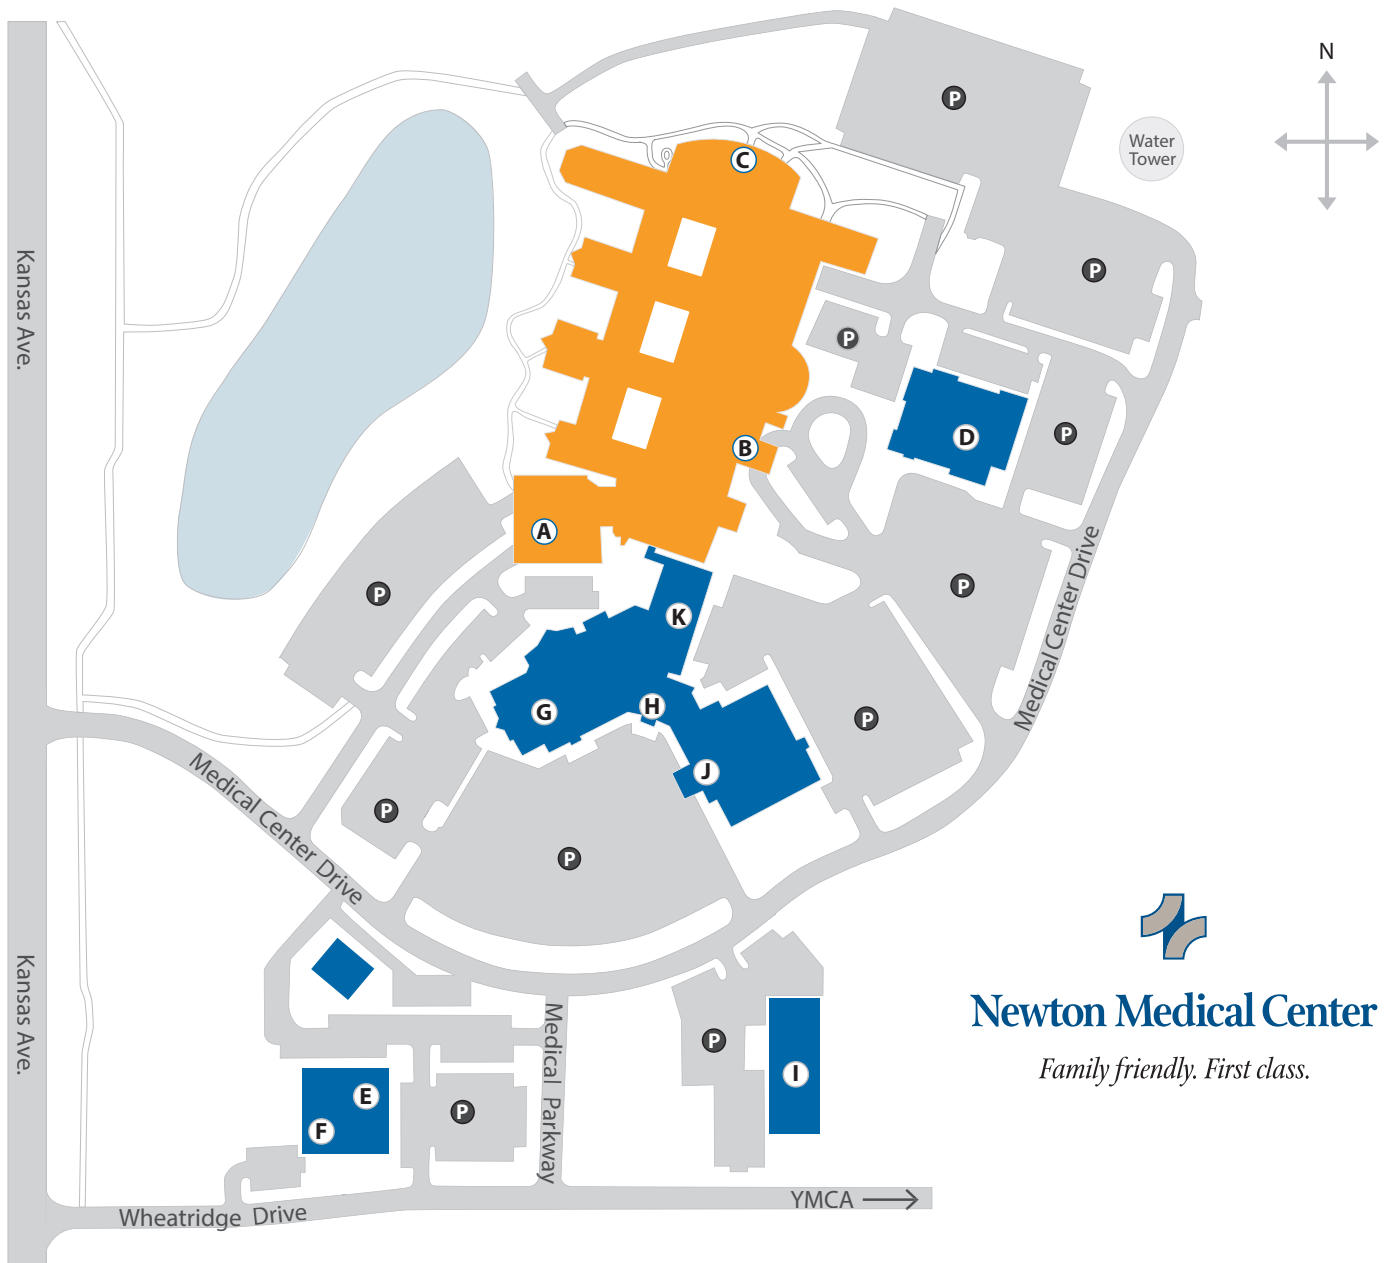 N
P
Water
Tower
C
P
Kansas Ave.
P
P
D
B
A
P
P
K
Medical Center Drive
G
H
P
J
Medical Center Drive
P
P
Kansas Ave.
Newton Medical Center
Family friendly. First class.
Medical Parkway
P
I
E
P
F
YMCA
Wheatridge Drive